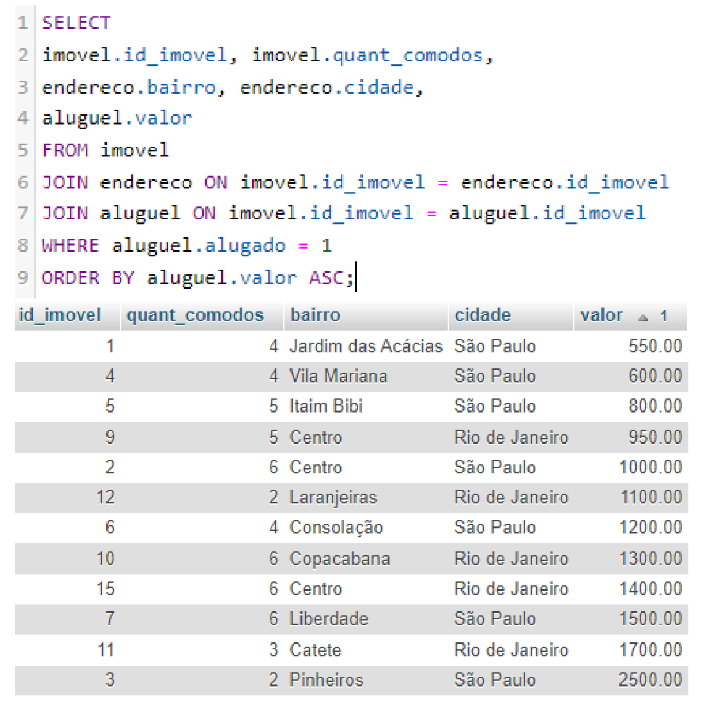 1 SELECT
2 imovel.id_imovel, imovel.quant_comodos,
3 endereco.bairro, endereco.cidade,
4 aluguel.valor
5 FROM imovel
6 JOIN endereco ON imovel.id_imovel = endereco.id_imovel
7 JOIN aluguel ON imovel.id_imovel = aluguel.id_imovel
8 WHERE aluguel.alugado = 1
9 ORDER BY aluguel.valor ASC;
id_imovel quant_comodos bairro cidade valor 1
1 4 Jardim das Acácias São Paulo 550.00
4 4 Vila Mariana São Paulo 600.00
5 5 Itaim Bibi São Paulo 800.00
9 5 Centro Rio de Janeiro 950.00
2 6 Centro São Paulo 1000.00
12 2 Laranjeiras Rio de Janeiro 1100.00
6 4 Consolação São Paulo 1200.00
10 6 Copacabana Rio de Janeiro 1300.00
15 6 Centro Rio de Janeiro 1400.00
7 6 Liberdade São Paulo 1500.00
11 3 Catete Rio de Janeiro 1700.00
3 2 Pinheiros São Paulo 2500.00